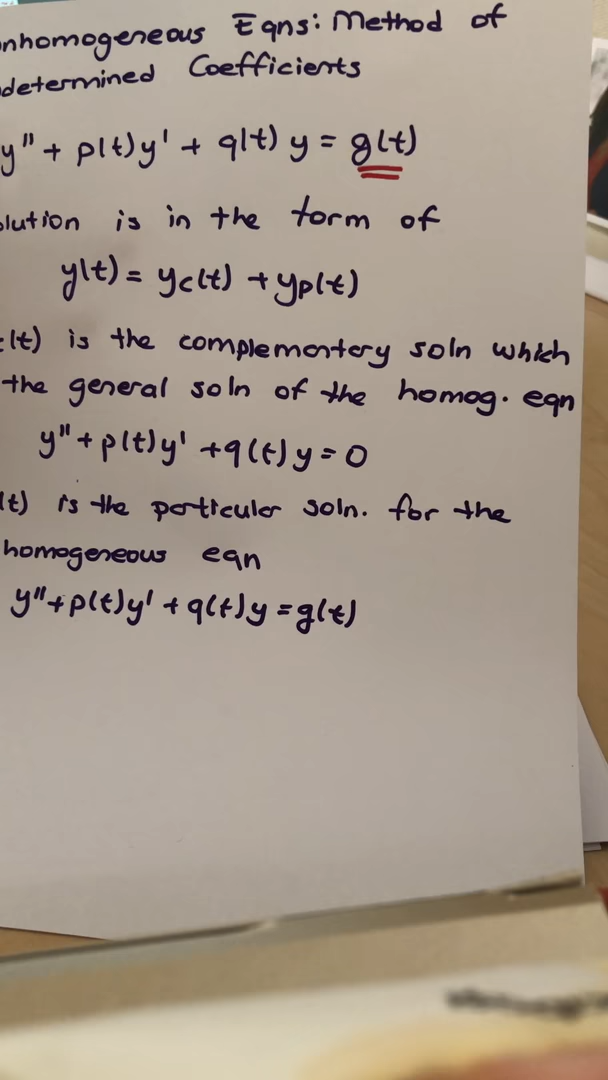 nhomogeneous Eqns: Method of
determined Coefficients
y" + p(t)y' + q(t) y = g(t)
lution is in the form of
y(t) = yc(t) + yp(t)
(t) is the complementary soln which
the general soln of the homog. eqn
y" + p(t)y' + q(t)y = 0
(t) is the particular soln. for the
homogeneous eqn
y" + p(t)y' + q(t)y = g(t)